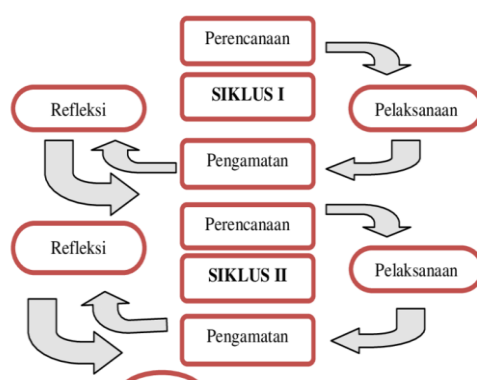 Perencanaan
SIKLUS I
Refleksi
Pelaksanaan
Pengamatan
Perencanaan
Refleksi
SIKLUS II
Pelaksanaan
Pengamatan